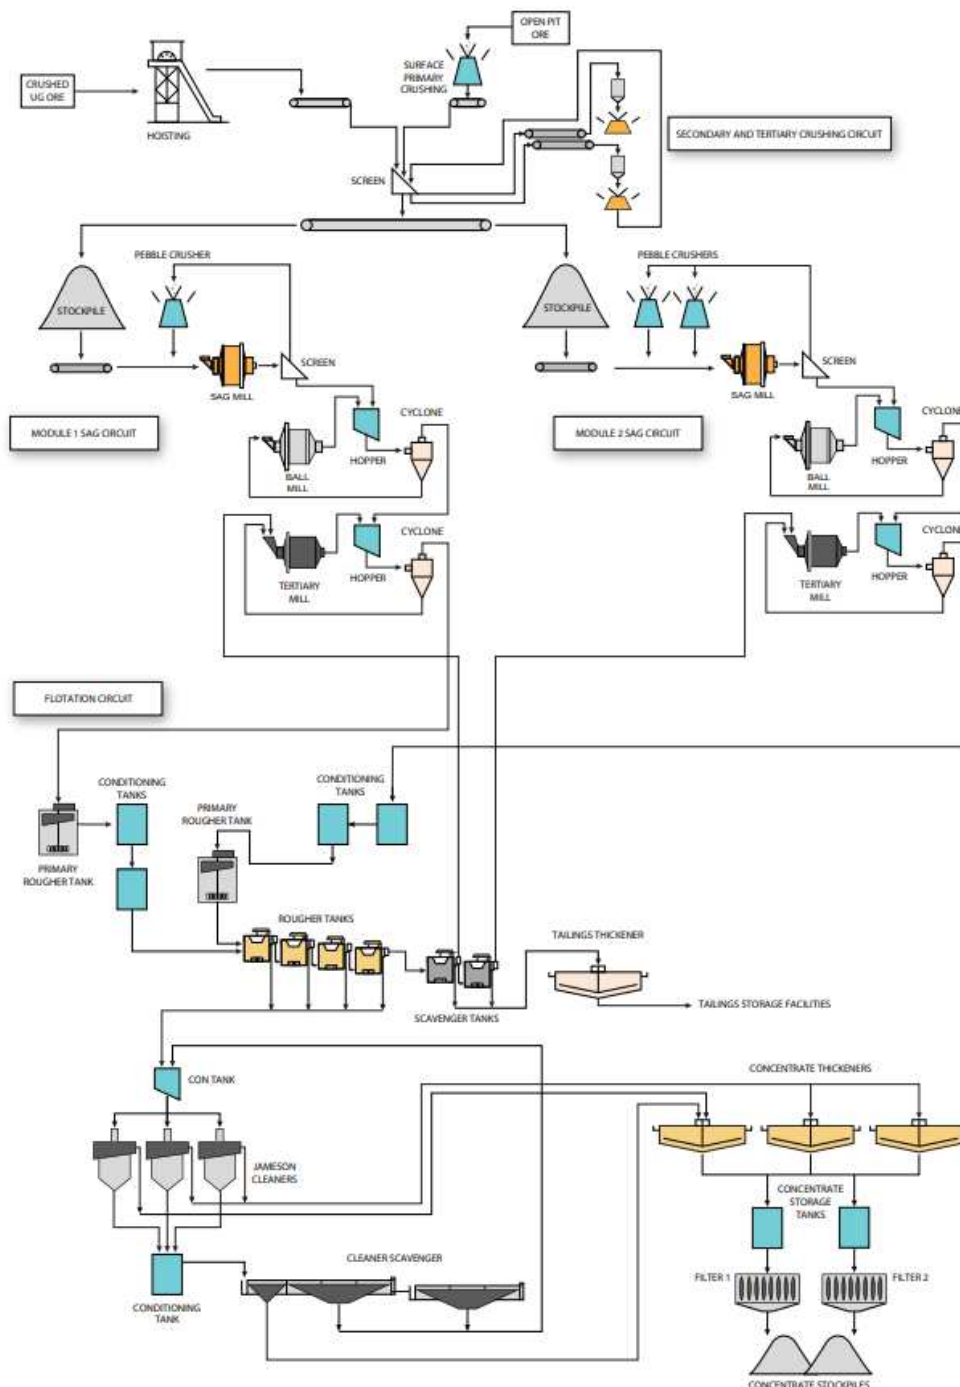 OPEN PIT
ORE
CRUSHED
UG ORE
SURFACE
PRIMARY
CRUSHING
HOISTING
SECONDARY AND TERTIARY CRUSHING CIRCUIT
SCREEN
PEBBLE CRUSHER
PEBBLE CRUSHERS
STOCKPILE
STOCKPILE
SCREEN
SCREEN
SAG MILL
SAG MILL
MODULE 1 SAG CIRCUIT
CYCLONE
MODULE 2 SAG CIRCUIT
CYCLONE
HOPPER
HOPPER
BALL
MILL
BALL
MILL
CYCLONE
CYCLONE
HOPPER
HOPPER
TERTIARY
MILL
TERTIARY
MILL
FLOTATION CIRCUIT
CONDITIONING
TANKS
CONDITIONING
TANKS
PRIMARY
ROUGHER TANK
PRIMARY
ROUGHER TANK
ROUGHER TANKS
TAILINGS THICKENER
TAILINGS STORAGE FACILITIES
SCAVENGER TANKS
CON TANK
CONCENTRATE THICKENERS
JAMESON
CLEANERS
CONCENTRATE
STORAGE
TANKS
CLEANER SCAVENGER
FILTER 1
FILTER 2
CONDITIONING
TANK
CONCENTRATE STOCKPILES